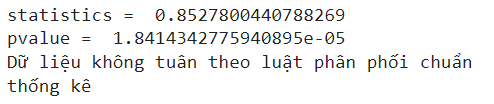 statistics =  0.8527800440788269
pvalue =  1.8414342775940895e-05
Dữ liệu không tuân theo luật phân phối chuẩn
thống kê